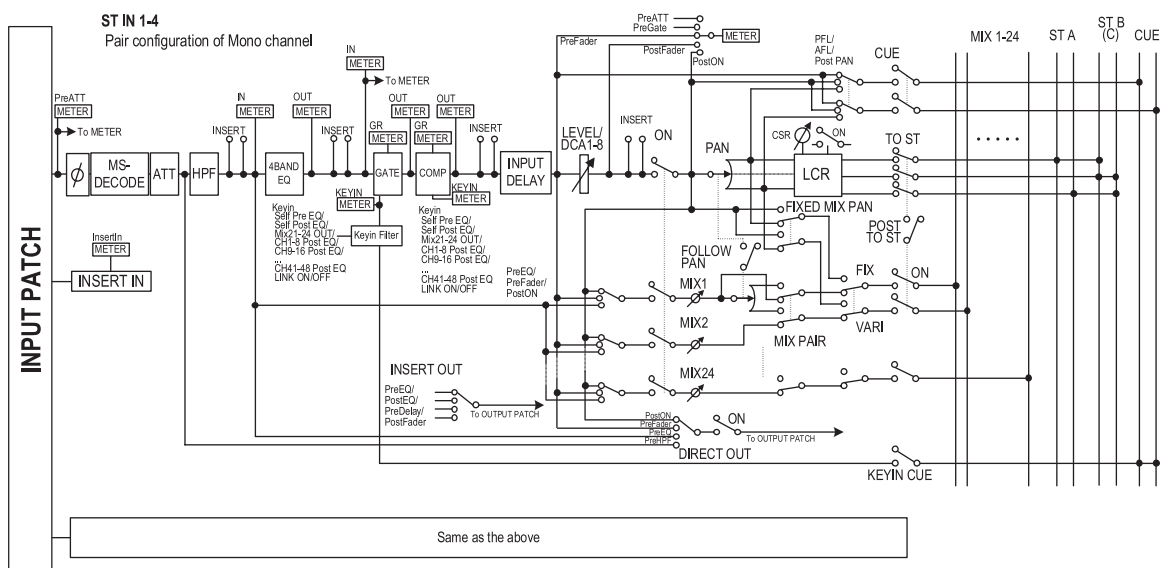 ST IN 1-4
Pair configuration of Mono channel
INPUT PATCH
PreATT
METER
To METER
ϕ
MS-
DECODE
ATT
HPF
INSERT
IN
METER
4BAND
EQ
OUT
METER
INSERT
IN
METER
To METER
GR
METER
GATE
OUT
METER
GR
METER
COMP
OUT
METER
INSERT
KEYIN
METER
KEYIN
METER
Keyin Filter
Keyin
Self Pre EQ/
Self Post EQ/
Mix21-24 OUT/
CH1-8 Post EQ/
CH9-16 Post EQ/
...
CH41-48 Post EQ
LINK ON/OFF
Keyin
Self Pre EQ/
Self Post EQ/
Mix21-24 OUT/
CH1-8 Post EQ/
CH9-16 Post EQ/
...
CH41-48 Post EQ
LINK ON/OFF
InsertIn
METER
INSERT IN
INPUT
DELAY
PreATT
PreGate
PreFader
PostFader
PostON
METER
LEVEL/
DCA1-8
INSERT
ON
PAN
PFL/
AFL/
Post PAN
CUE
CSR
ON
LCR
TO ST
FIXED MIX PAN
POST
TO ST
FOLLOW
PAN
PreEQ/
PreFader/
PostON
MIX1
MIX2
MIX24
MIX PAIR
FIX
VARI
ON
INSERT OUT
PreEQ/
PostEQ/
PreDelay/
PostFader
To OUTPUT PATCH
PostON
PreFader
PreEQ
PreHPF
ON
To OUTPUT PATCH
DIRECT OUT
KEYIN CUE
MIX 1-24
ST A
ST B
(C)
CUE
.....
Same as the above